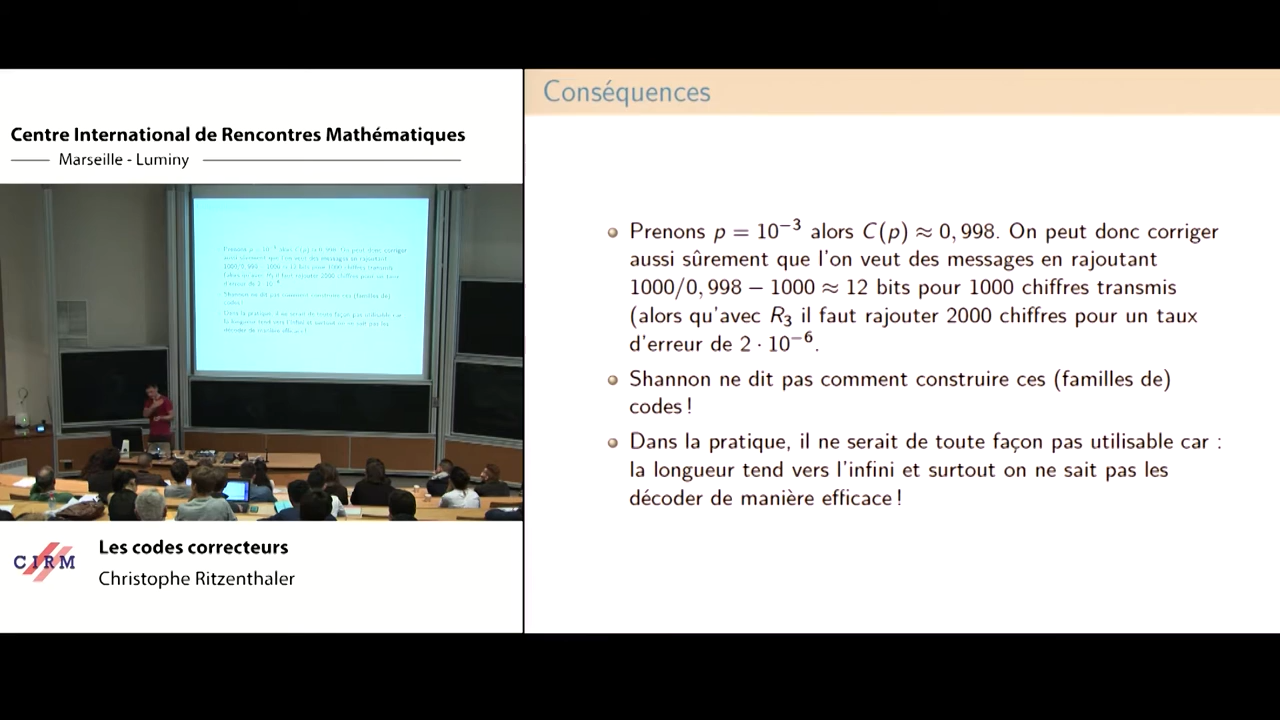 Centre International de Rencontres Mathématiques
Marseille - Luminy
CIRM
Les codes correcteurs
Christophe Ritzenthaler
Conséquences
Prenons p = 10⁻³ alors C(p) ≈ 0, 998. On peut donc corriger
aussi sûrement que l'on veut des messages en rajoutant
1000/0, 998 − 1000 ≈ 12 bits pour 1000 chiffres transmis
(alors qu'avec R₃ il faut rajouter 2000 chiffres pour un taux
d'erreur de 2 · 10⁻⁶.
Shannon ne dit pas comment construire ces (familles de)
codes !
Dans la pratique, il ne serait de toute façon pas utilisable car :
la longueur tend vers l'infini et surtout on ne sait pas les
décoder de manière efficace !